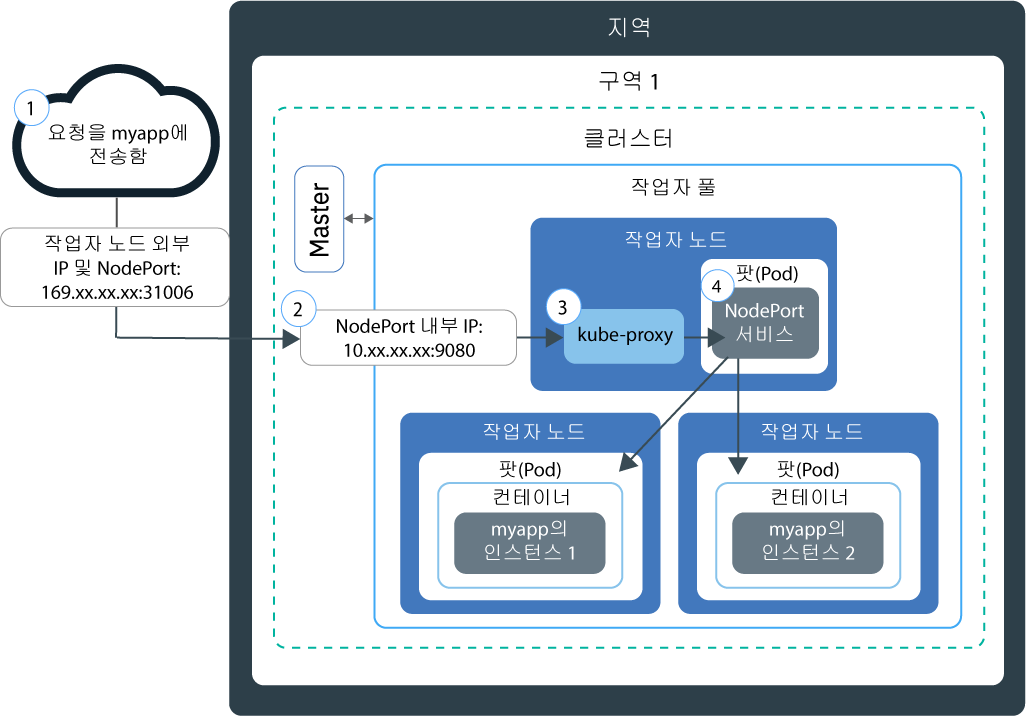 지역
구역 1
클러스터
1
요청을 myapp에
전송함
작업자 노드 외부
IP 및 NodePort:
169.xx.xx.xx:31006
Master
작업자 풀
작업자 노드
2
NodePort 내부 IP:
10.xx.xx.xx:9080
3
kube-proxy
팟(Pod)
4
NodePort
서비스
작업자 노드
팟(Pod)
컨테이너
myapp의
인스턴스 1
작업자 노드
팟(Pod)
컨테이너
myapp의
인스턴스 2